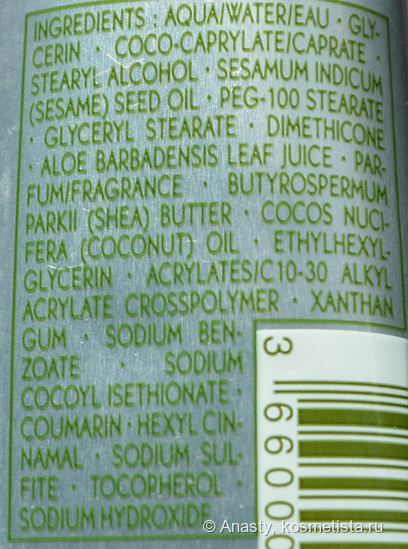 INGREDIENTS : AQUA/WATER/EAU · GLY-
CERIN · COCO-CAPRYLATE/CAPRATE ·
STEARYL ALCOHOL · SESAMUM INDICUM
(SESAME) SEED OIL · PEG-100 STEARATE
· GLYCERYL STEARATE · DIMETHICONE
· ALOE BARBADENSIS LEAF JUICE · PAR-
FUM/FRAGRANCE · BUTYROSPERMUM
PARKII (SHEA) BUTTER · COCOS NUCI-
FERA (COCONUT) OIL · ETHYLHEXYL-
GLYCERIN · ACRYLATES/C10-30 ALKYL
ACRYLATE CROSSPOLYMER · XANTHAN
GUM · SODIUM BEN-
ZOATE · SODIUM
COCOYL ISETHIONATE ·
COUMARIN · HEXYL CIN-
NAMAL · SODIUM SUL-
FITE · TOCOPHEROL ·
SODIUM HYDROXIDE
3 66000
© Anasty, kosmetista.ru